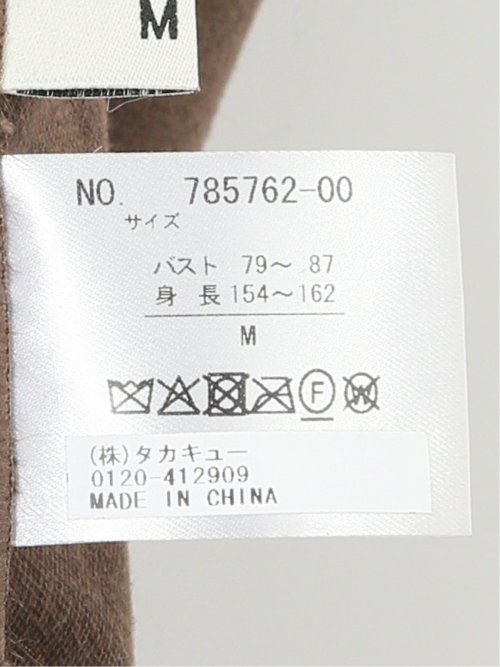 M
NO. 785762-00
サイズ
バスト 79～ 87
身 長 154～162
M
F
W
(株)タカキュー
0120-412909
MADE IN CHINA